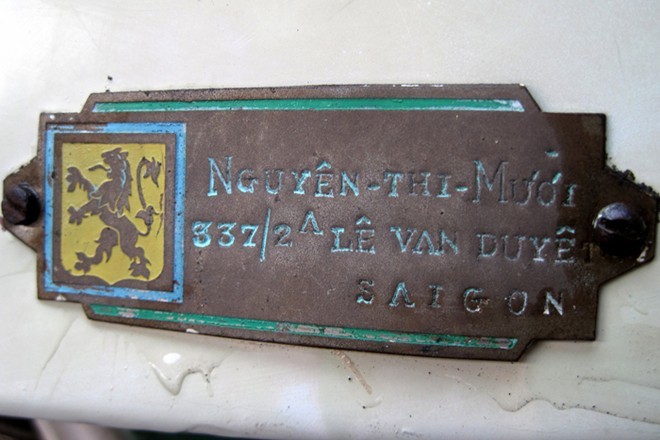 NGUYÊN-THI-MƯỜI
337/2A LÊ VAN DUYÊT
SAIGON